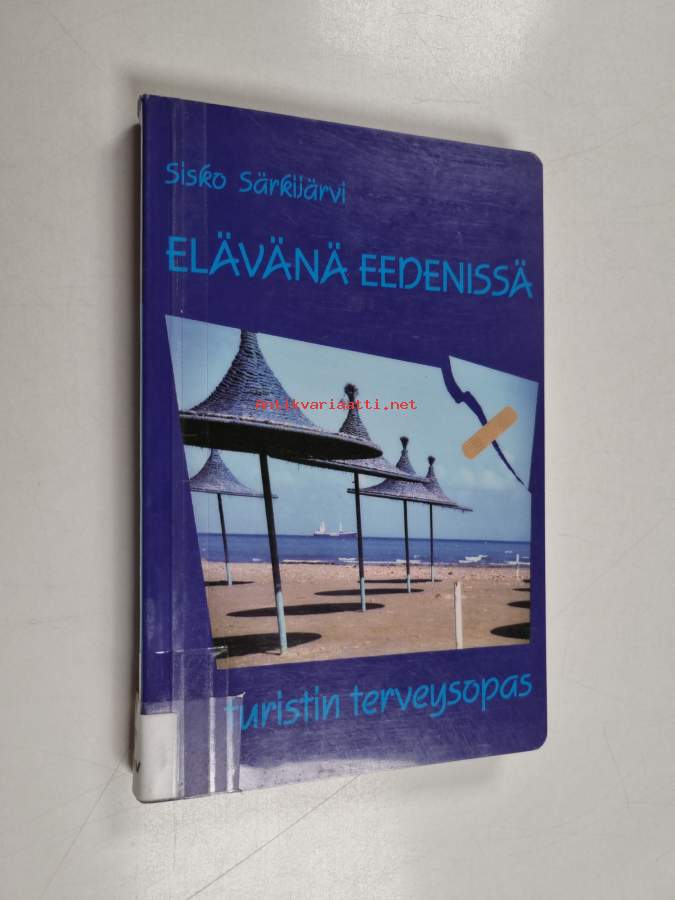 Sisko Särkijärvi
ELÄVÄNÄ EEDENISSÄ
Antikvariaatti.net
turistin terveysopas